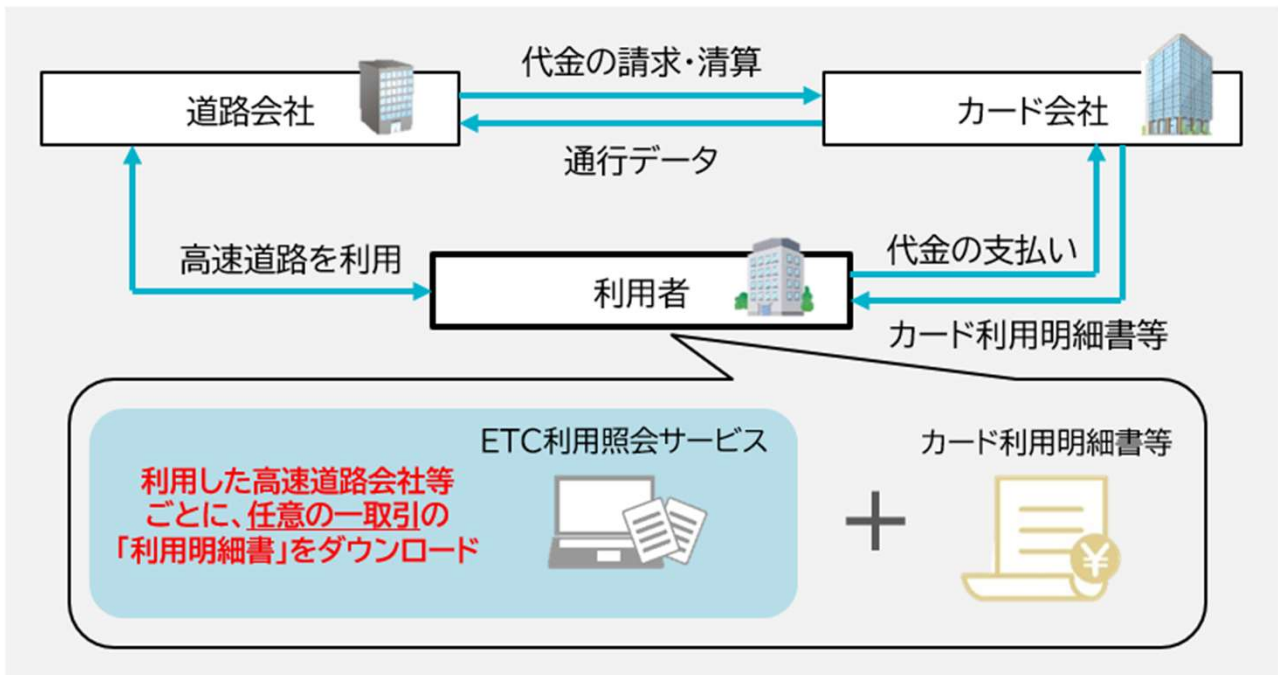 代金の請求・清算
道路会社
カード会社
通行データ
高速道路を利用
代金の支払い
利用者
カード利用明細書等
ETC利用照会サービス
カード利用明細書等
利用した高速道路会社等
ごとに、任意の一取引の
「利用明細書」をダウンロード
+
¥